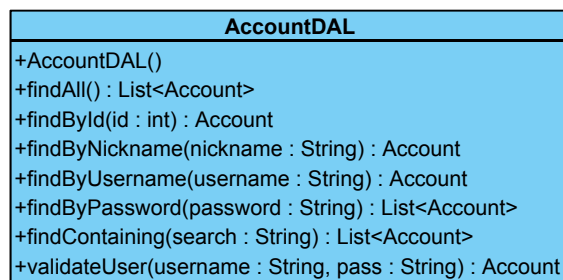 AccountDAL
+AccountDAL()
+findAll() : List<Account>
+findById(id : int) : Account
+findByNickname(nickname : String) : Account
+findByUsername(username : String) : Account
+findByPassword(password : String) : List<Account>
+findContaining(search : String) : List<Account>
+validateUser(username : String, pass : String) : Account